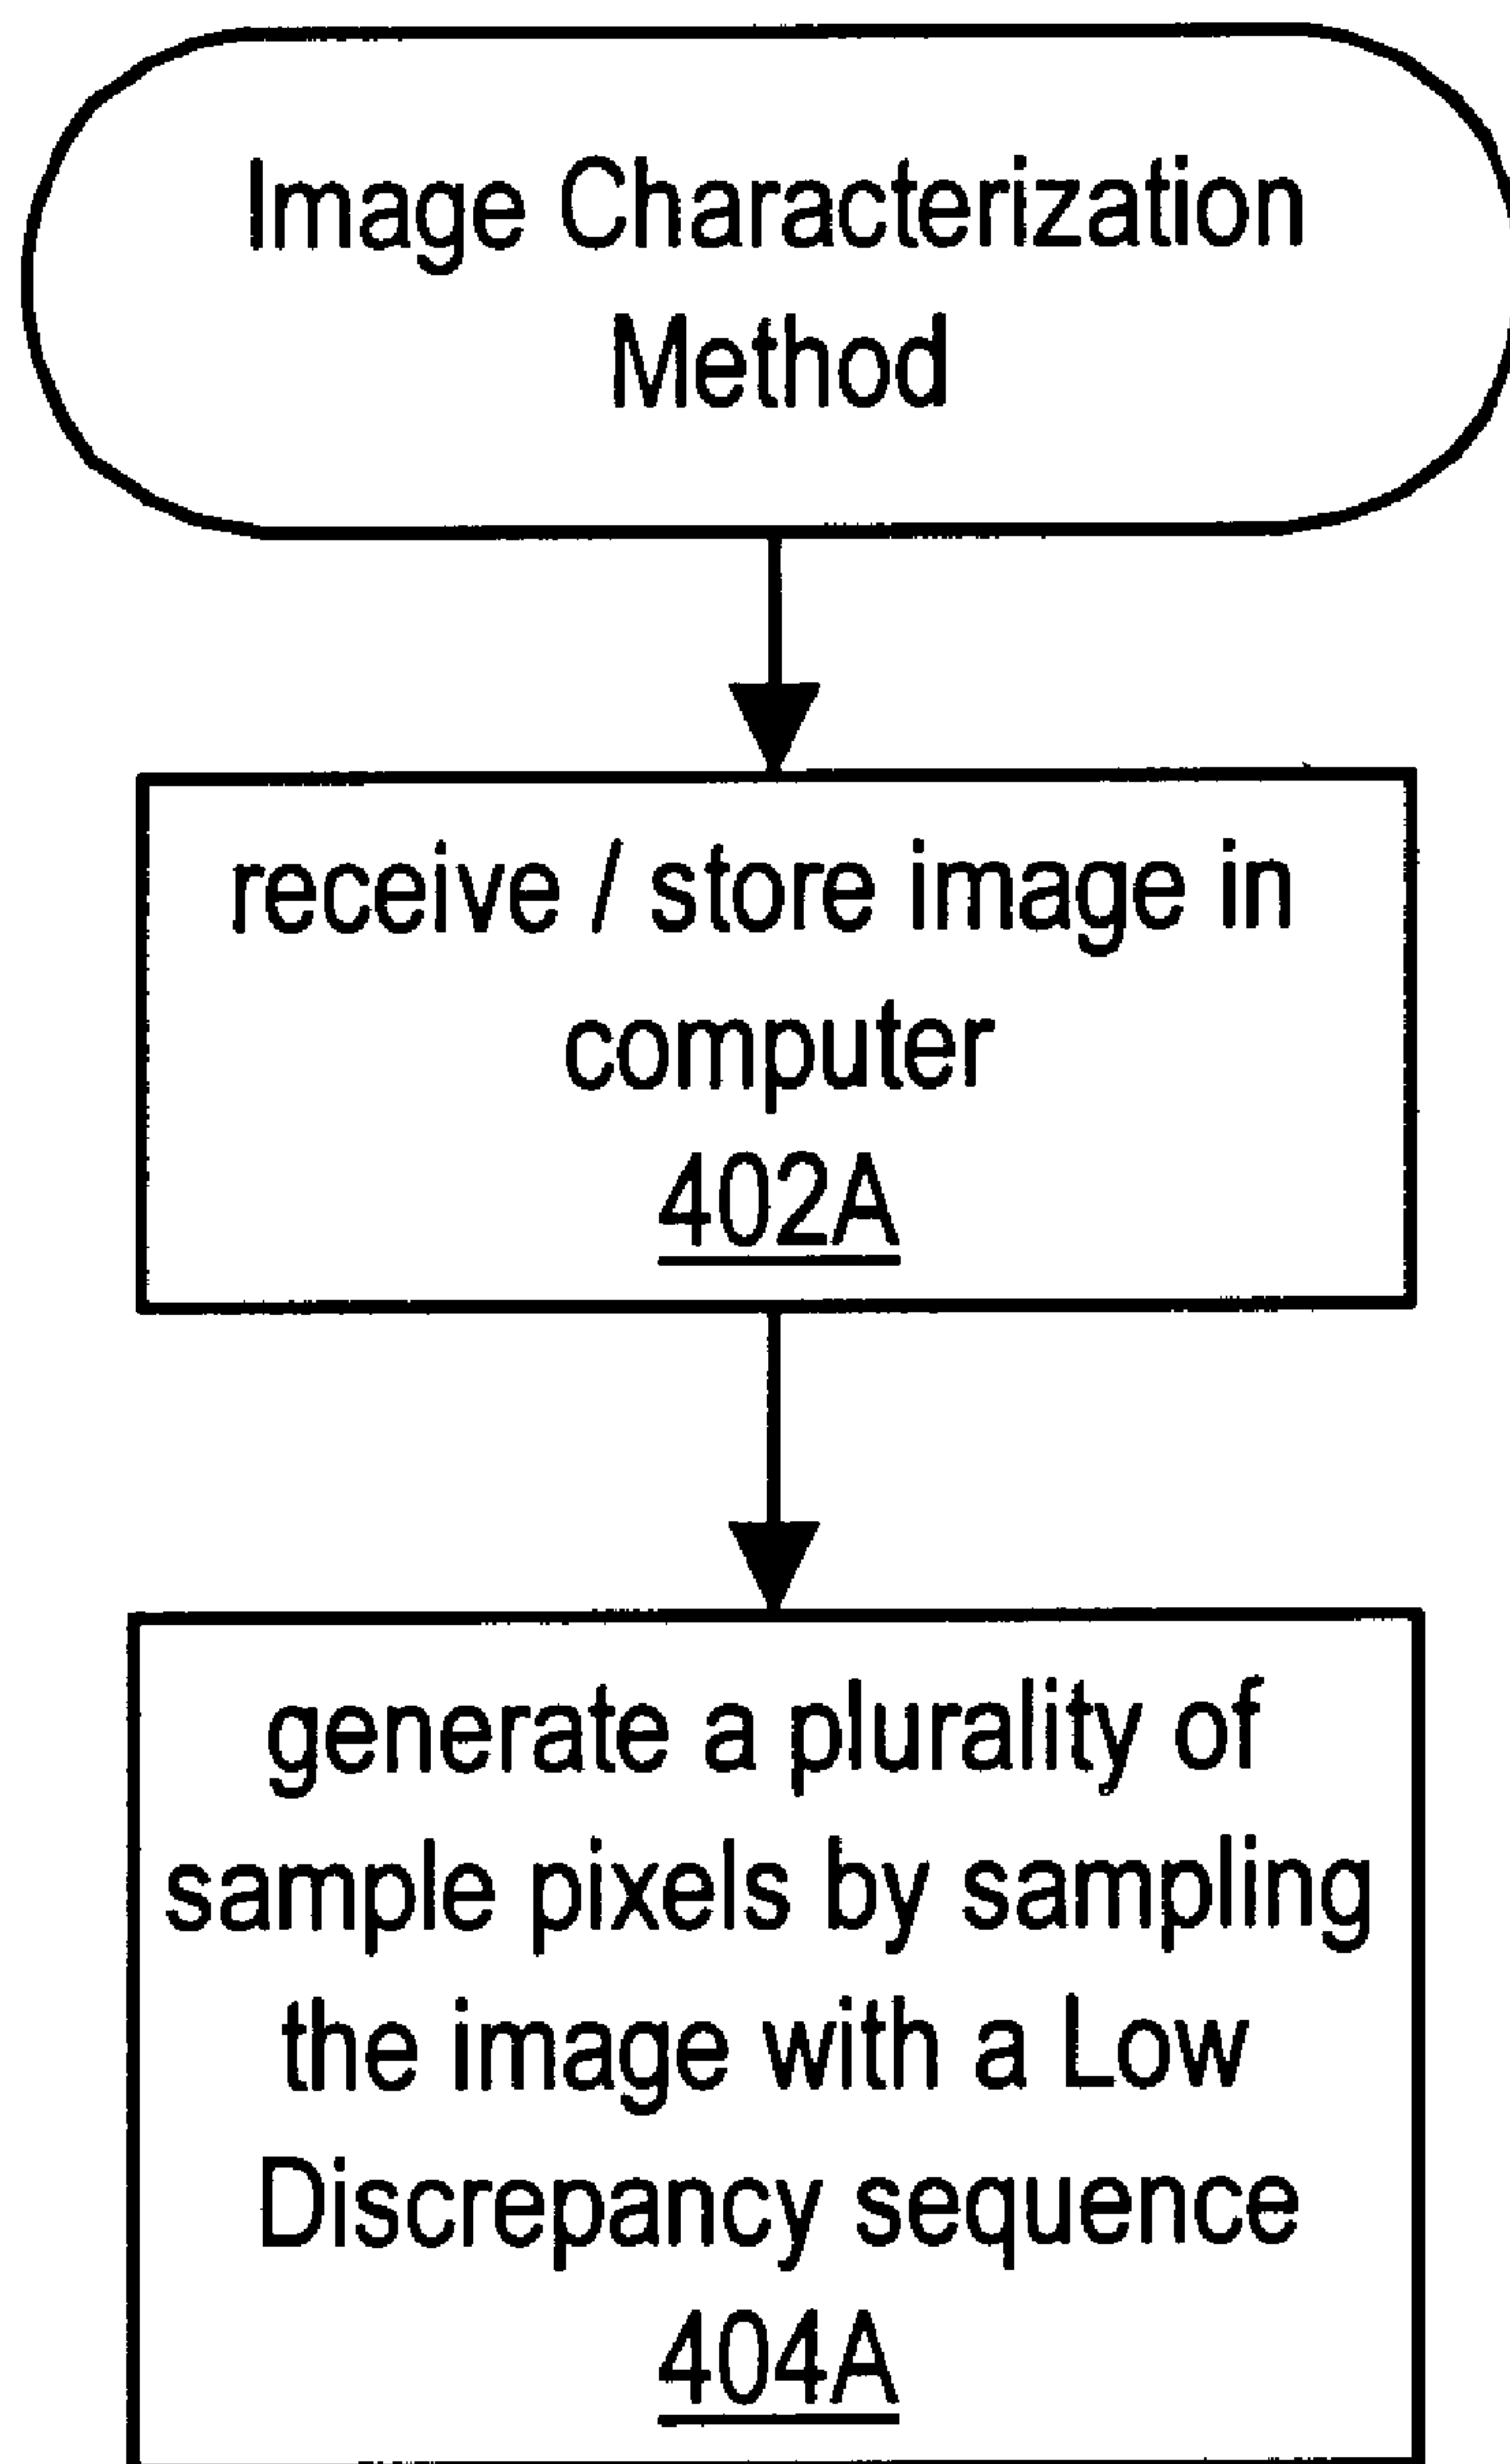 Image Characterization
Method
receive / store image in
computer
402A
generate a plurality of
sample pixels by sampling
the image with a Low
Discrepancy sequence
404A